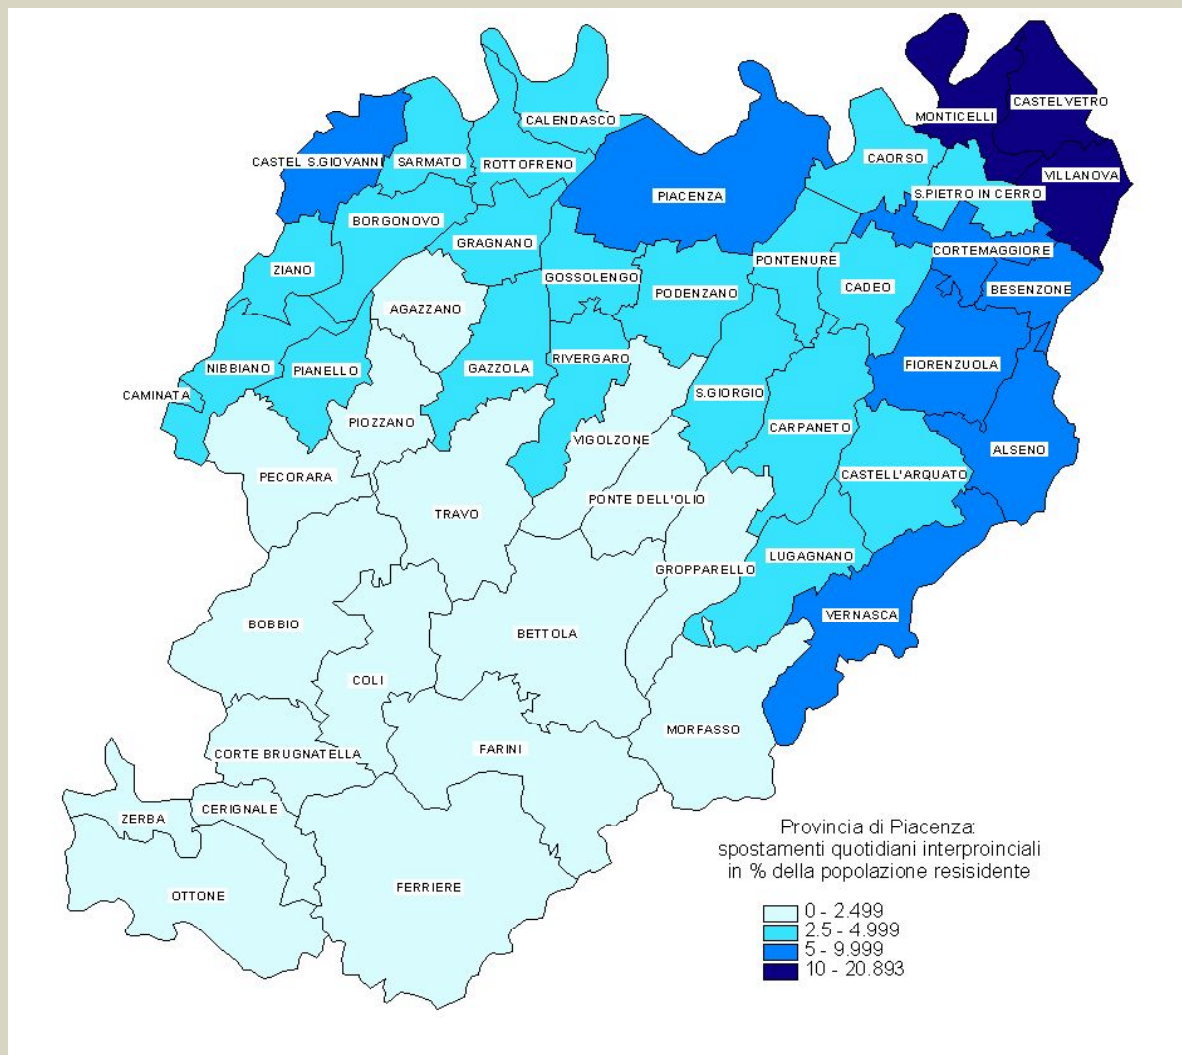 CASTELVETRO
MONTICELLI
CALENDASCO
CASTEL S.GIOVANNI
SARMATO
ROTTOFRENO
CAORSO
VILLANOVA
PIACENZA
S.PIETRO IN CERRO
BORGONOVO
GRAGNANO
CORTEMAGGIORE
ZIANO
GOSSOLENGO
PONTENURE
PODENZANO
CADEO
BESENZONE
AGAZZANO
NIBBIANO
PIANELLO
GAZZOLA
RIVERGARO
FIORENZUOLA
CAMINATA
S.GIORGIO
PIOZZANO
VIGOLZONE
CARPANETO
ALSENO
PECORARA
CASTELL'ARQUATO
PONTE DELL'OLIO
TRAVO
LUGAGNANO
GROPPARELLO
VERNASCA
BOBBIO
BETTOLA
COLI
MORFASSO
CORTE BRUGNATELLA
FARINI
CERIGNALE
ZERBA
OTTONE
FERRIERE
Provincia di Piacenza:
spostamenti quotidiani interproinciali
in % della popolazione resisidente
0 - 2.499
2.5 - 4.999
5 - 9.999
10 - 20.893